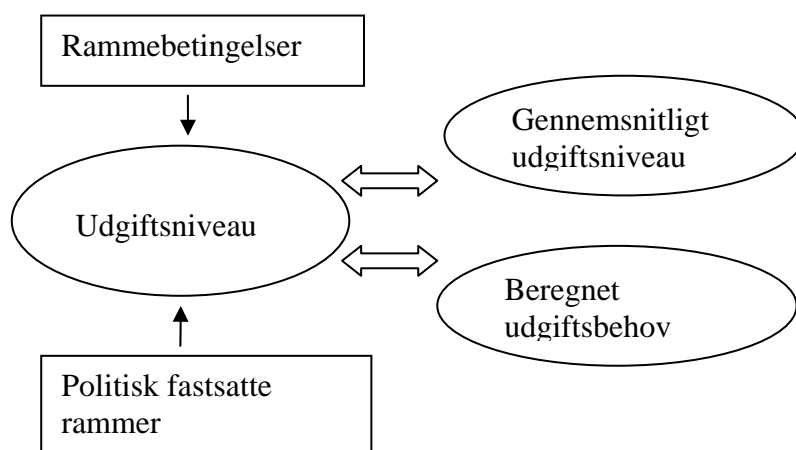 Rammebetingelser
Gennemsnitligt
udgiftsniveau
Udgiftsniveau
Beregnet
udgiftsbehov
Politisk fastsatte
rammer